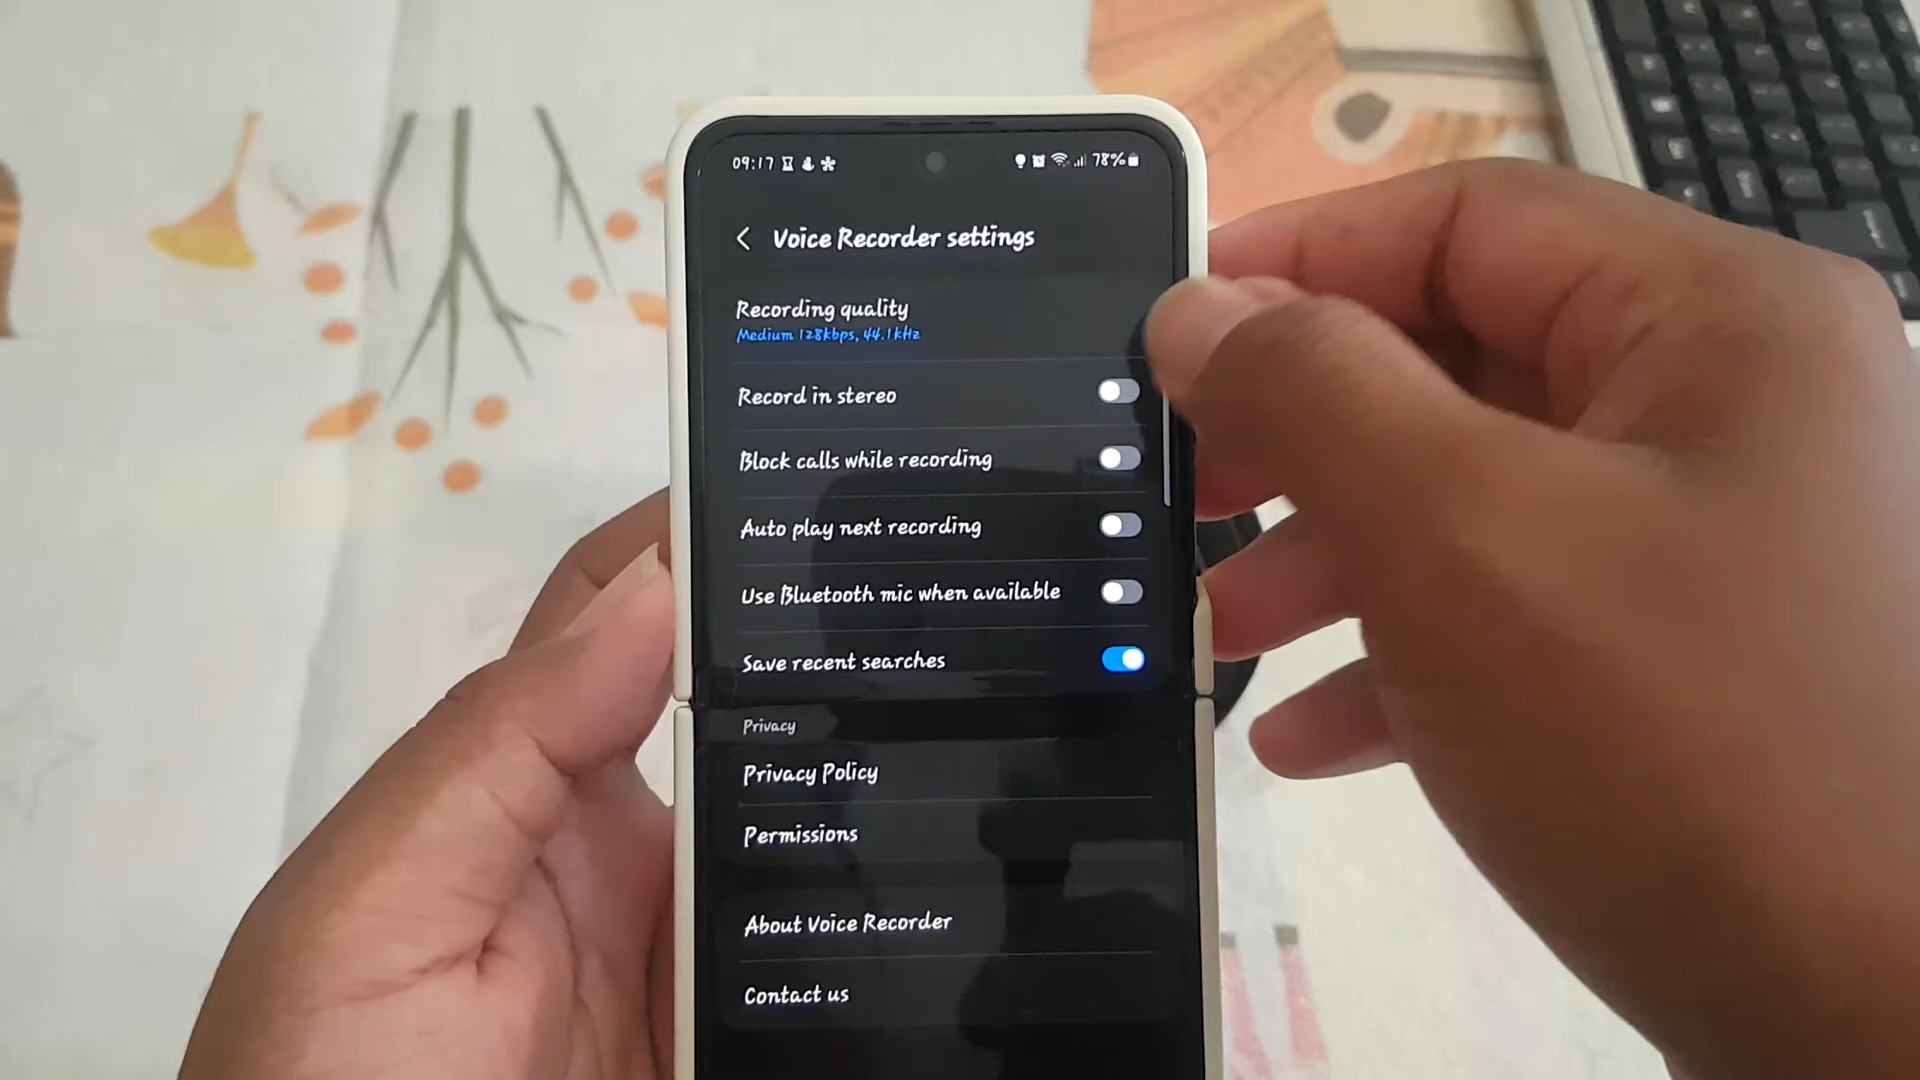 09:17 78%
Voice Recorder settings
Recording quality
Medium 128kbps, 44.1kHz
Record in stereo
Block calls while recording
Auto play next recording
Use Bluetooth mic when available
Save recent searches
Privacy
Privacy Policy
Permissions
About Voice Recorder
Contact us